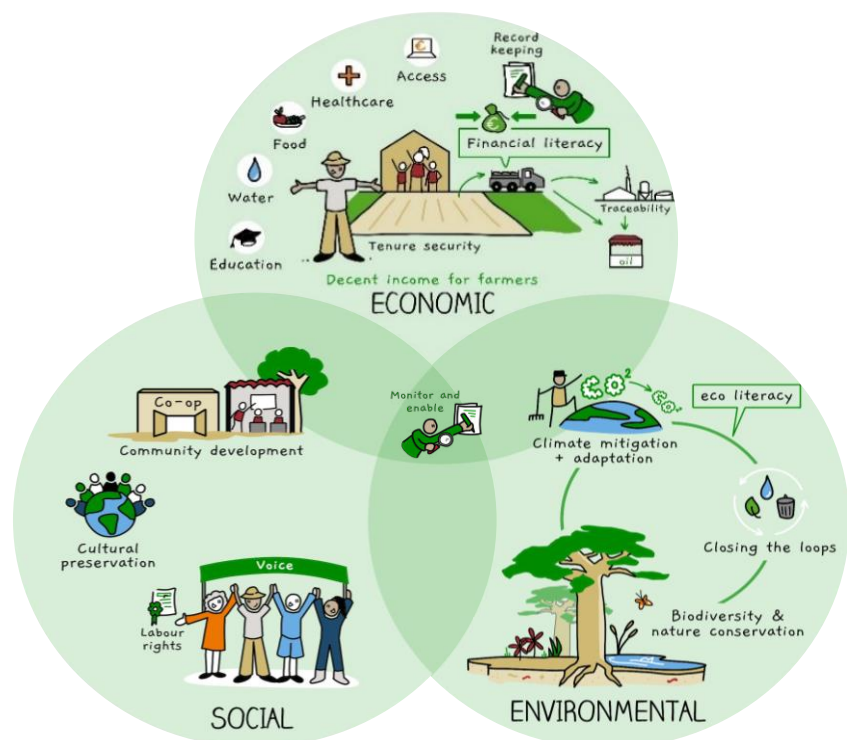 Record
keeping
Access
Healthcare
Food
Financial literacy
Water
Traceability
Tenure security
Education
oil
Decent income for farmers
ECONOMIC
Monitor and
enable
CO²
CO²
eco literacy
Co-op
Community development
Climate mitigation
+ adaptation
Cultural
preservation
Closing the loops
Voice
Labour
rights
Biodiversity &
nature conservation
SOCIAL
ENVIRONMENTAL